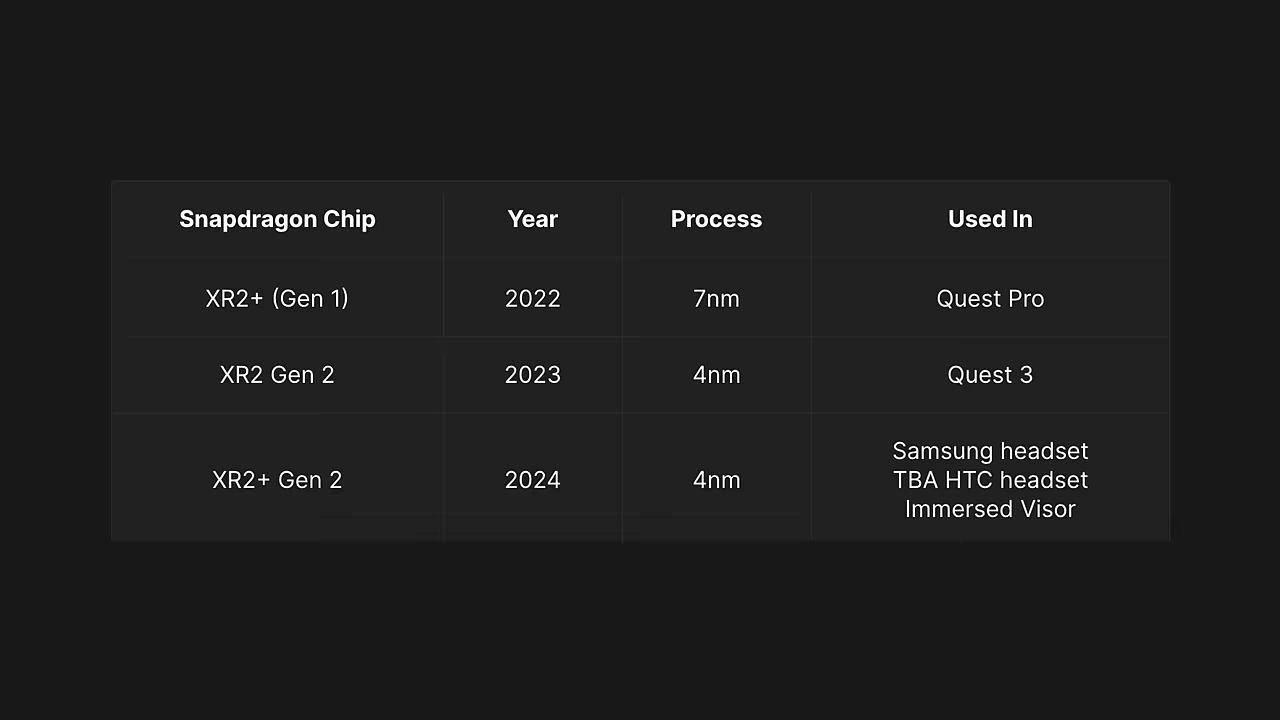 Snapdragon Chip Year Process Used In
XR2+ (Gen 1) 2022 7nm Quest Pro
XR2 Gen 2 2023 4nm Quest 3
XR2+ Gen 2 2024 4nm Samsung headset
TBA HTC headset
Immersed Visor